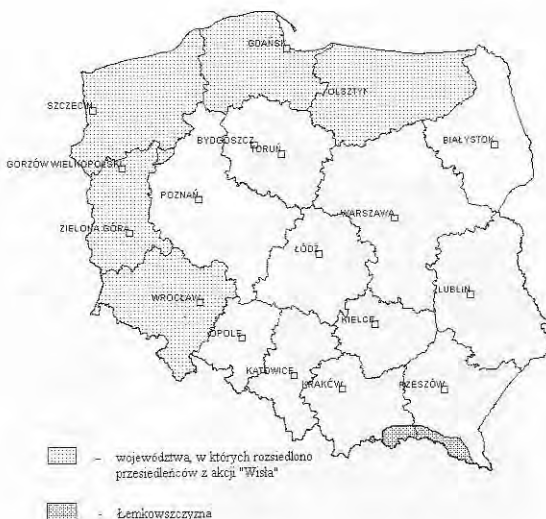 GDAŃSK
OLSZTYN
SZCZECIN
BYDGOSZCZ
TORUŃ
BIAŁYSTOK
GORZÓW WIELKOPOLSKI
POZNAŃ
WARSZAWA
ZIELONA GÓRA
ŁÓDŹ
WROCŁAW
LUBLIN
KIELCE
OPOLE
KATOWICE
KRAKÓW
RZESZÓW
- województwa, w których rozsiedlono
przesiedleńców z akcji "Wisła"
- Łemkowszczyzna